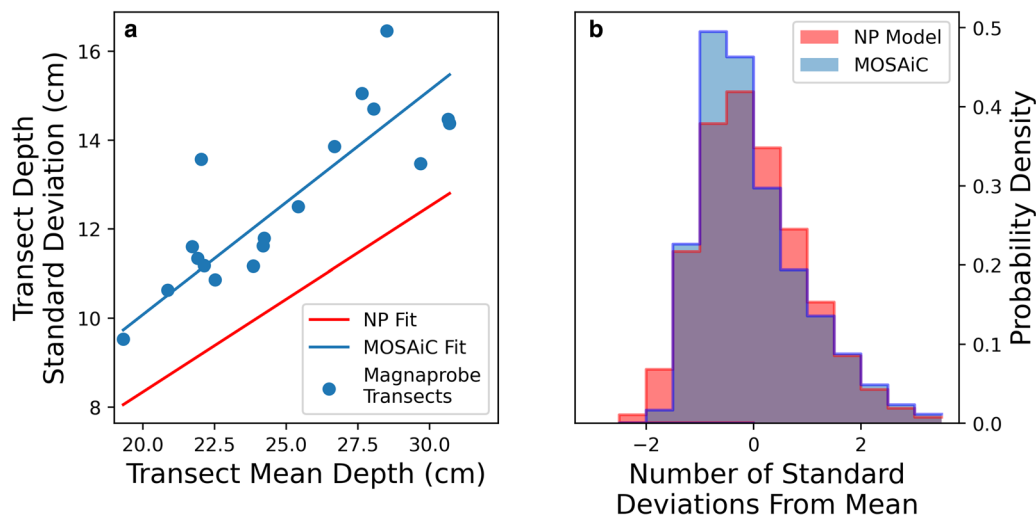 a
Transect Depth
Standard Deviation (cm)
16
14
12
10
8
20.0 22.5 25.0 27.5 30.0
Transect Mean Depth (cm)
NP Fit
MOSAiC Fit
Magnaprobe
Transects
b
NP Model
MOSAiC
0.5
0.4
0.3
0.2
0.1
0.0
Probability Density
−2 0 2
Number of Standard
Deviations From Mean